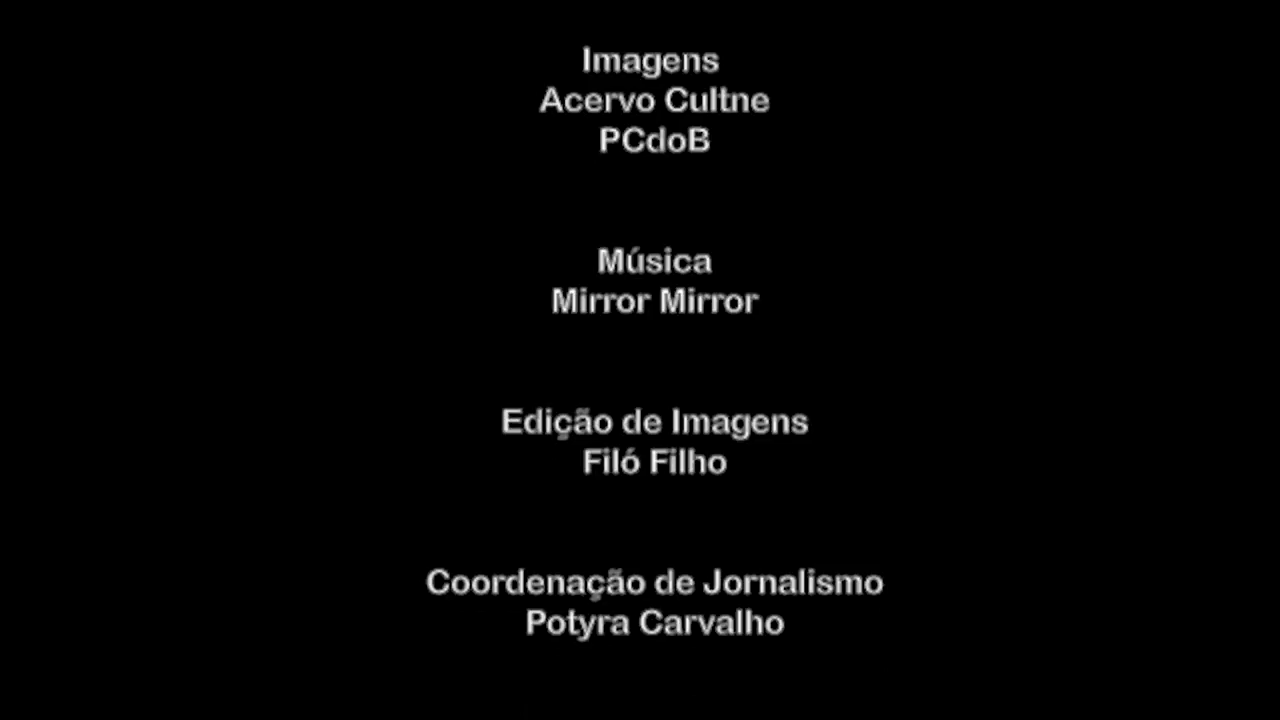 Imagens
Acervo Cultne
PCdoB
Música
Mirror Mirror
Edição de Imagens
Filó Filho
Coordenação de Jornalismo
Potyra Carvalho